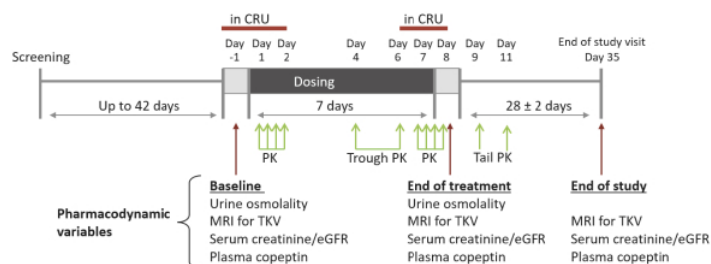 in CRU in CRU
Day Day Day Day Day Day Day Day Day End of study visit
Screening -1 1 2 4 6 7 8 9 11 Day 35
Dosing
Up to 42 days 7 days 28 ± 2 days
PK Trough PK PK Tail PK
Baseline End of treatment End of study
Urine osmolality Urine osmolality
Pharmacodynamic MRI for TKV MRI for TKV MRI for TKV
variables Serum creatinine/eGFR Serum creatinine/eGFR Serum creatinine/eGFR
Plasma copeptin Plasma copeptin Plasma copeptin